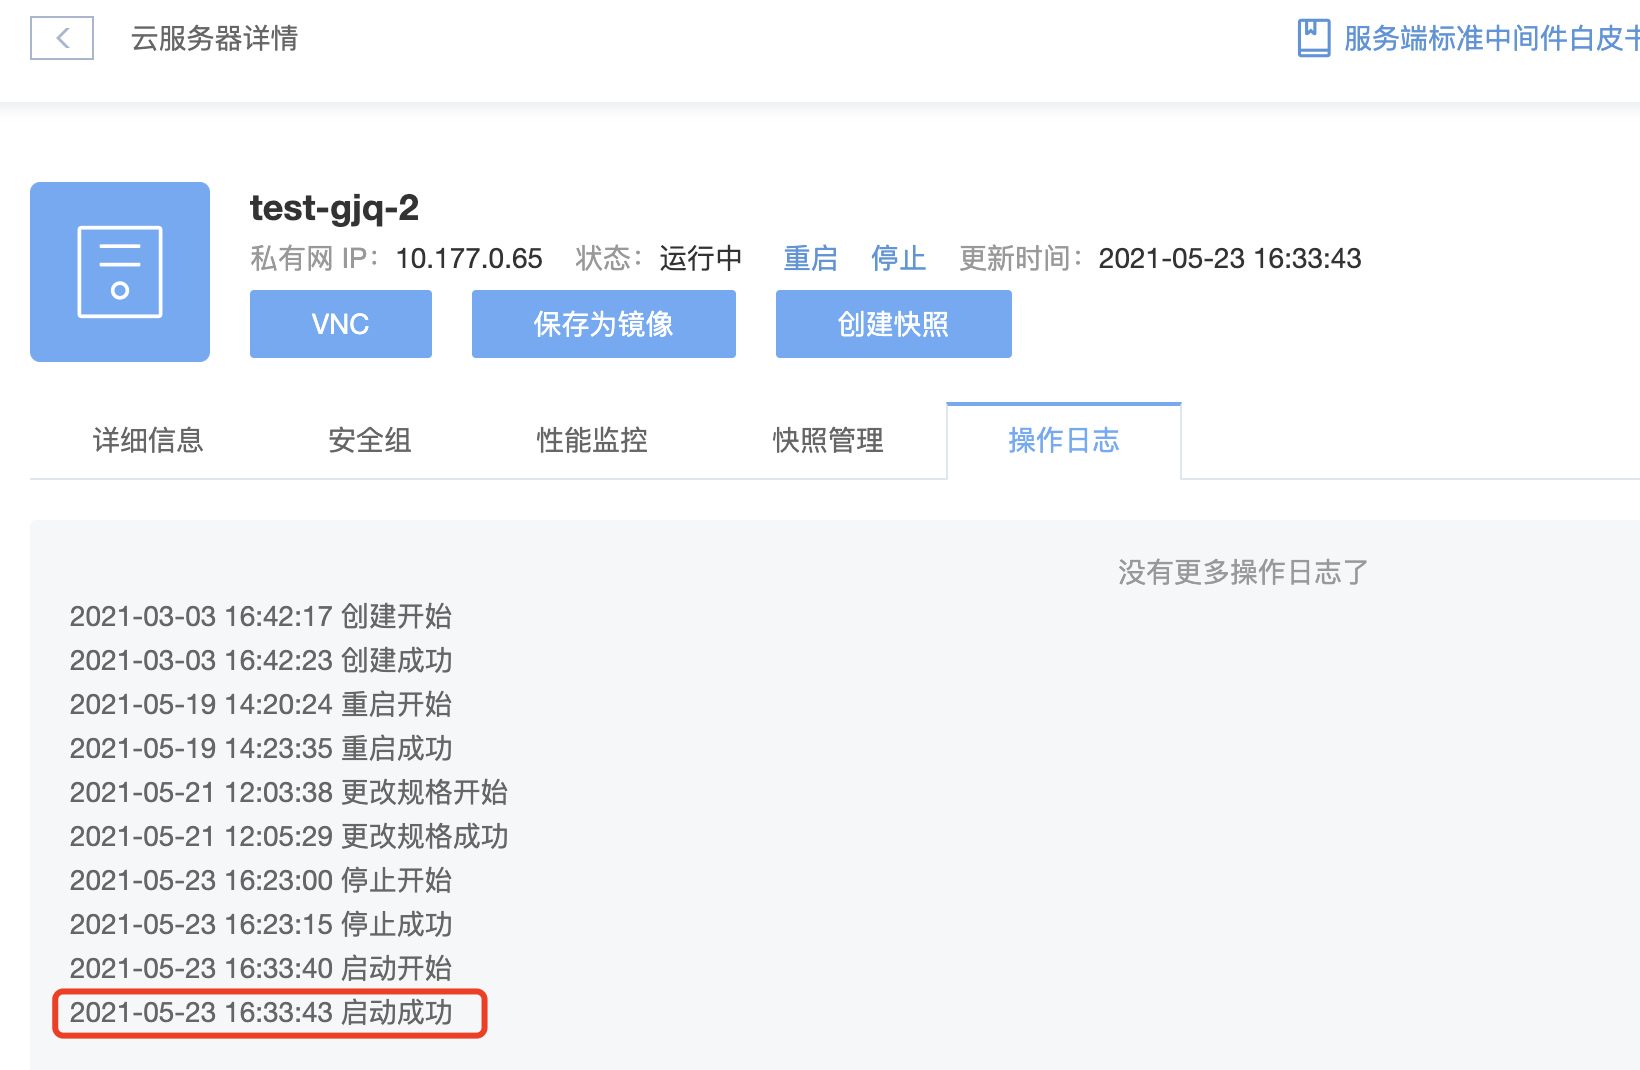 云服务器详情
服务端标准中间件白皮书
test-gjq-2
私有网 IP： 10.177.0.65 状态： 运行中 重启 停止 更新时间： 2021-05-23 16:33:43
VNC 保存为镜像 创建快照
详细信息 安全组 性能监控 快照管理 操作日志
没有更多操作日志了
2021-03-03 16:42:17 创建开始
2021-03-03 16:42:23 创建成功
2021-05-19 14:20:24 重启开始
2021-05-19 14:23:35 重启成功
2021-05-21 12:03:38 更改规格开始
2021-05-21 12:05:29 更改规格成功
2021-05-23 16:23:00 停止开始
2021-05-23 16:23:15 停止成功
2021-05-23 16:33:40 启动开始
2021-05-23 16:33:43 启动成功